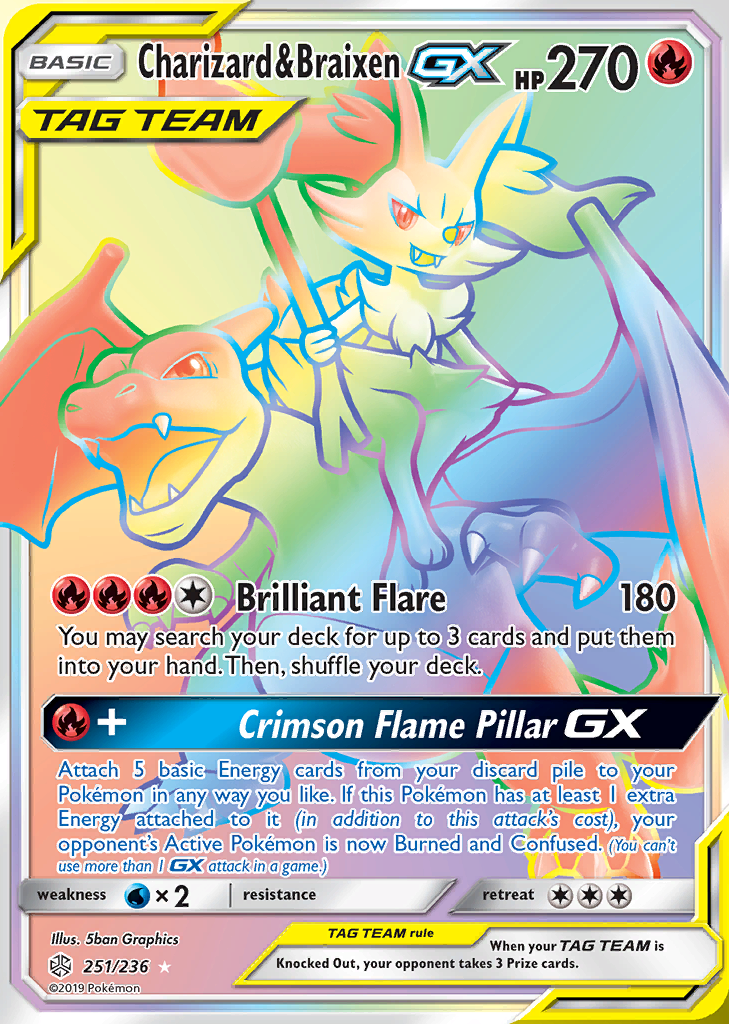 BASIC Charizard&Braixen GX HP270
TAG TEAM
Brilliant Flare 180
You may search your deck for up to 3 cards and put them
into your hand. Then, shuffle your deck.
+ Crimson Flame Pillar GX
Attach 5 basic Energy cards from your discard pile to your
Pokémon in any way you like. If this Pokémon has at least 1 extra
Energy attached to it (in addition to this attack's cost), your
opponent's Active Pokémon is now Burned and Confused. (You can't
use more than 1 GX attack in a game.)
weakness ×2 resistance retreat
Illus. 5ban Graphics
251/236
©2019 Pokémon
TAG TEAM rule
When your TAG TEAM is
Knocked Out, your opponent takes 3 Prize cards.